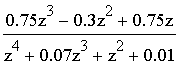 0.75z³ − 0.3z² + 0.75z
z⁴ + 0.07z³ + z² + 0.01